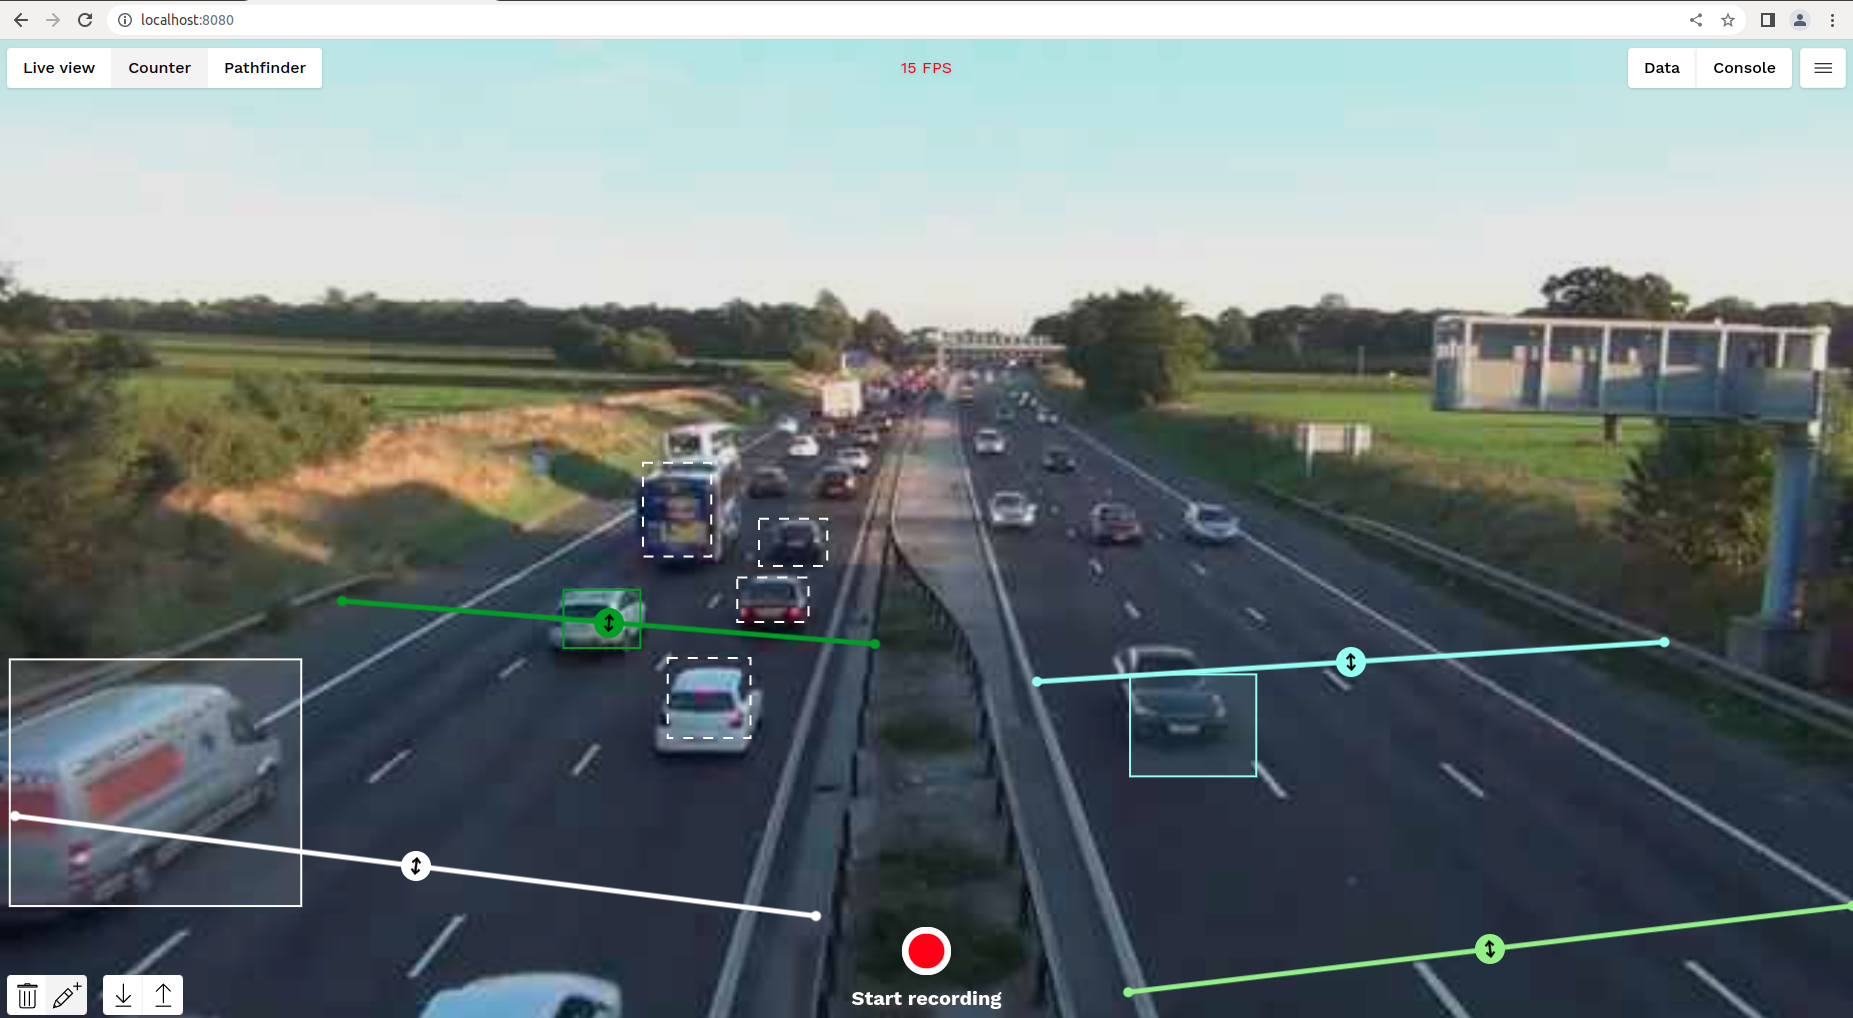 localhost:8080
Live view
Counter
Pathfinder
15 FPS
Data
Console
Start recording